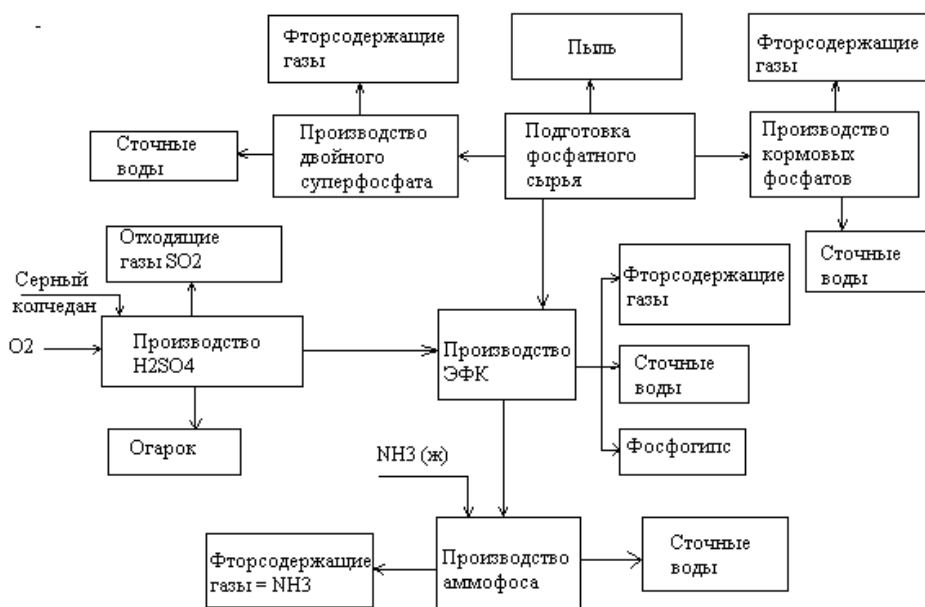 -
Фторсодержащие
газы
Пыль
Фторсодержащие
газы
Сточные
воды
Производство
двойного
суперфосфата
Подготовка
фосфатного
сырья
Производство
кормовых
фосфатов
Отходящие
газы SO2
Сточные
воды
Серный
колчедан
O2
Производство
H2SO4
Производство
ЭФК
Фторсодержащие
газы
Сточные
воды
Огарок
Фосфогипс
NH3 (ж)
Фторсодержащие
газы = NH3
Производство
аммофоса
Сточные
воды